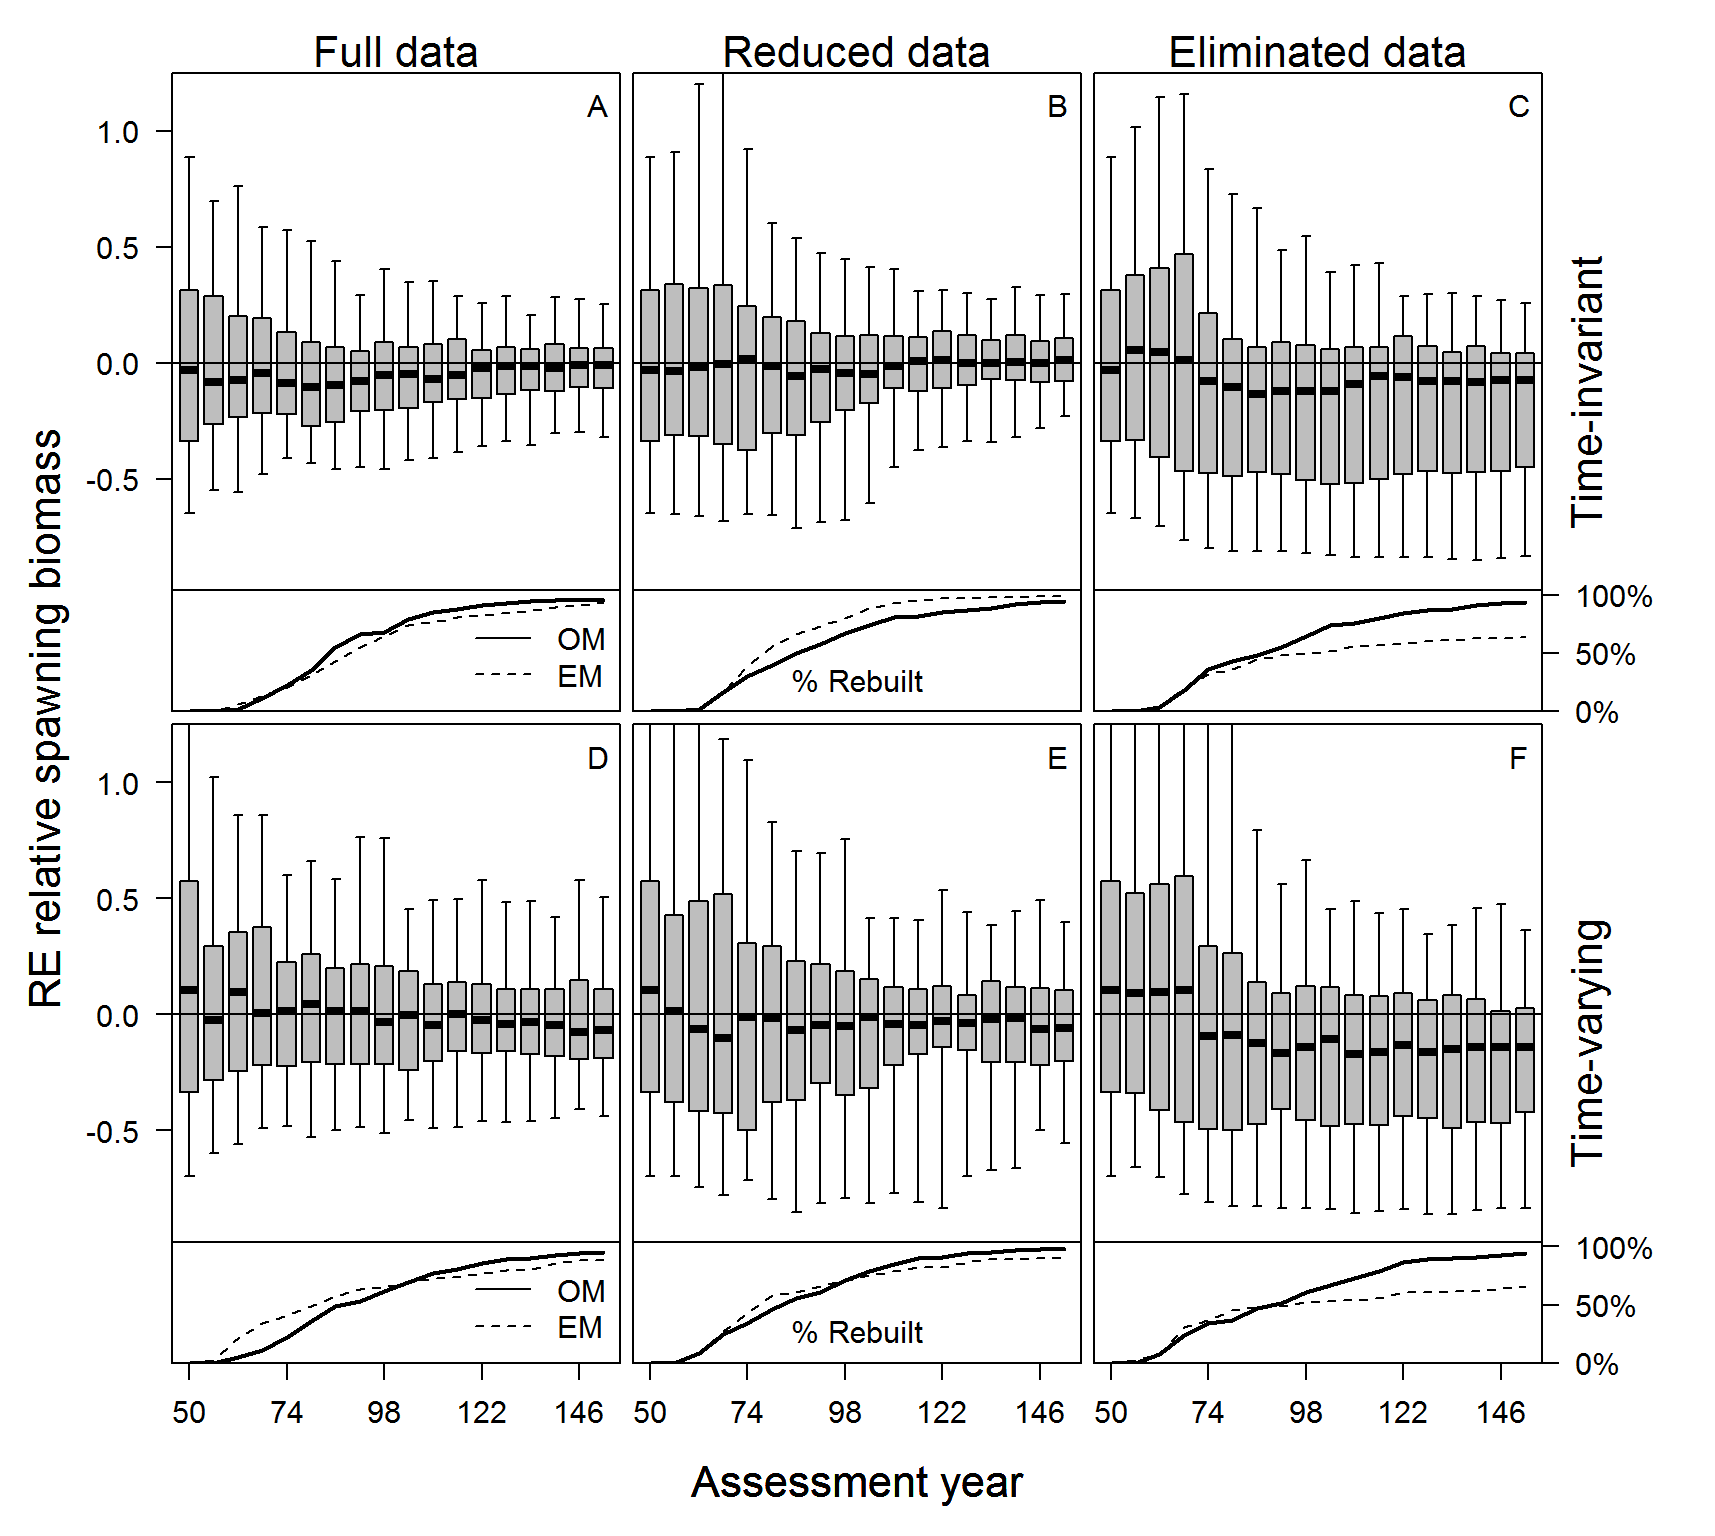 Full data
Reduced data
Eliminated data
A
B
C
1.0
0.5
0.0
-0.5
RE relative spawning biomass
Time-invariant
OM
EM
% Rebuilt
100%
50%
0%
D
E
F
1.0
0.5
0.0
-0.5
Time-varying
OM
EM
% Rebuilt
100%
50%
0%
50 74 98 122 146
50 74 98 122 146
50 74 98 122 146
Assessment year